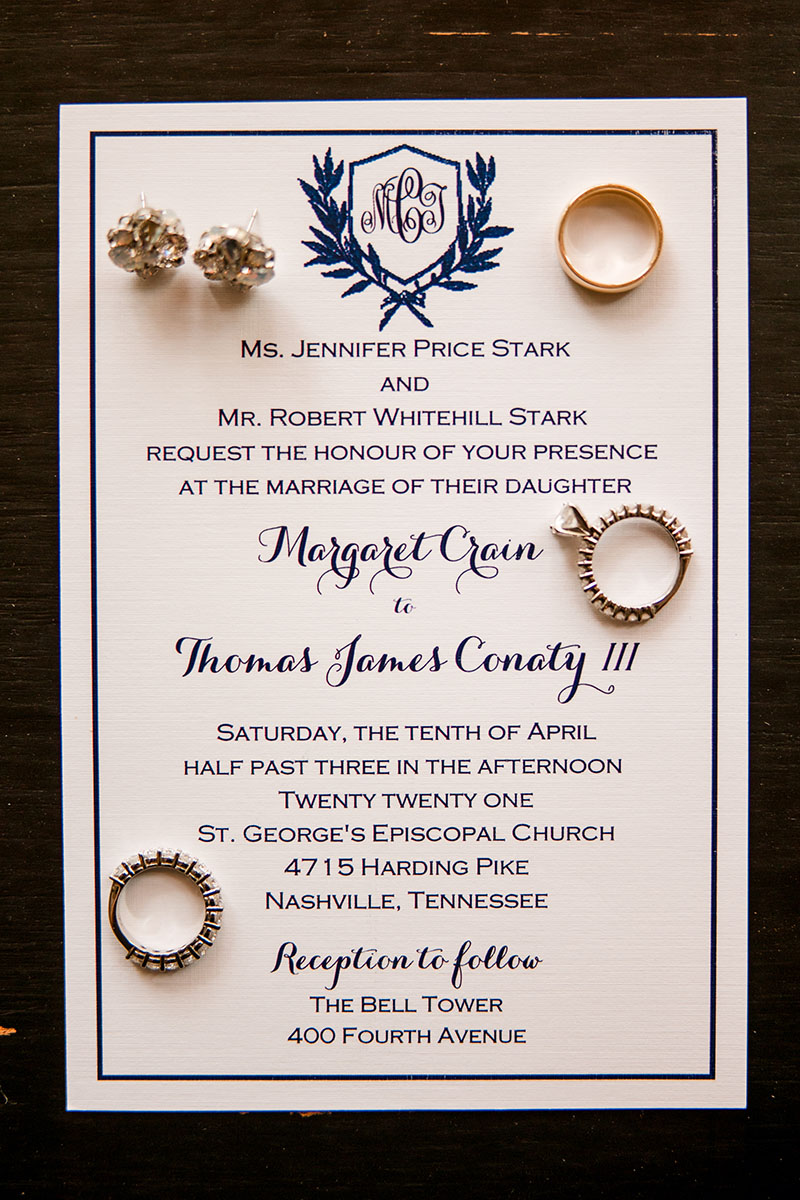 MCT
Ms. Jennifer Price Stark
and
Mr. Robert Whitehill Stark
request the honour of your presence
at the marriage of their daughter
Margaret Crain
to
Thomas James Conaty III
Saturday, the tenth of April
half past three in the afternoon
Twenty twenty one
St. George's Episcopal Church
4715 Harding Pike
Nashville, Tennessee
Reception to follow
The Bell Tower
400 Fourth Avenue